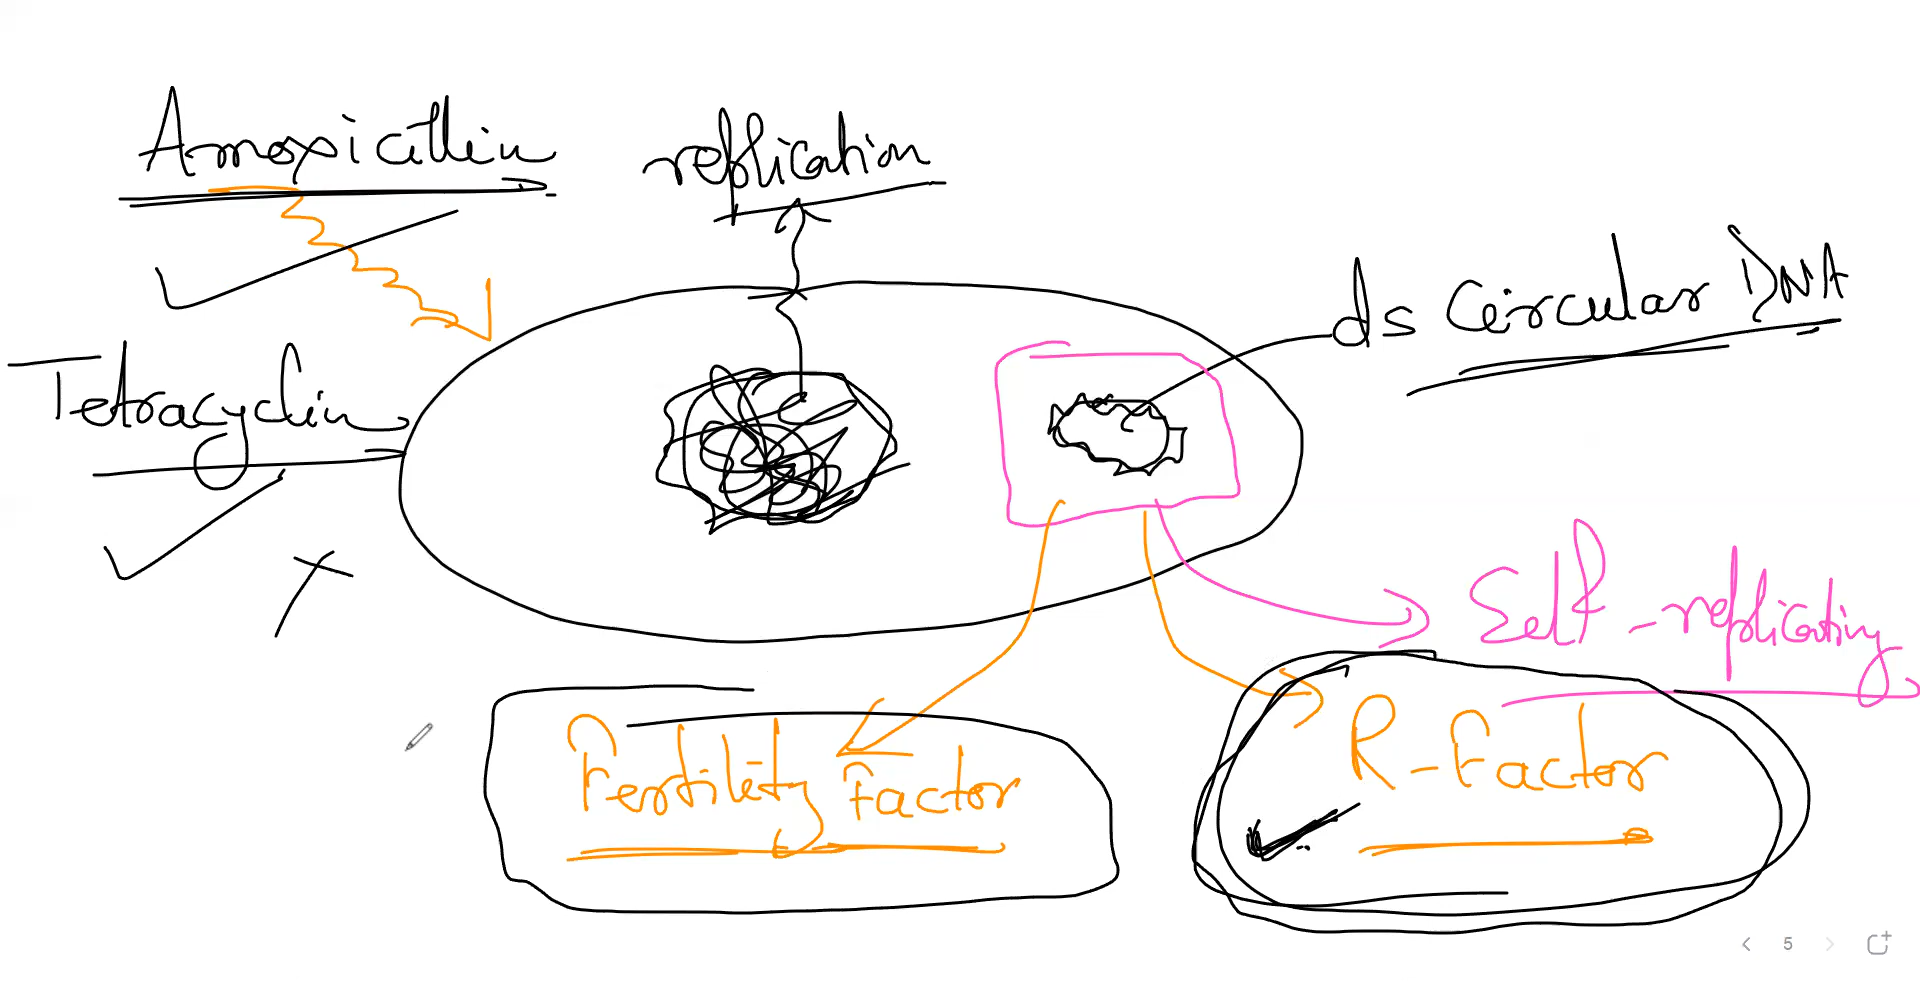 Amoxicillin
replication
ds Circular DNA
Tetracyclin
Self-replicating
Fertility Factor
R-Factor
5